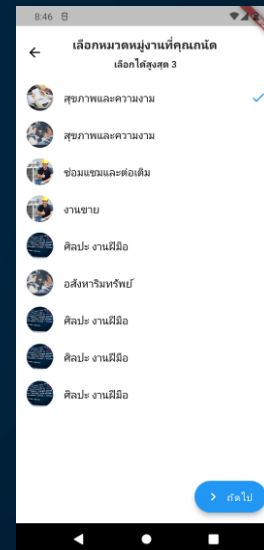 8:46
เลือกหมวดหมู่งานที่คุณถนัด
เลือกได้สูงสุด 3
สุขภาพและความงาม
สุขภาพและความงาม
ซ่อมแซมและต่อเติม
งานขาย
ศิลปะ งานฝีมือ
อสังหาริมทรัพย์
ศิลปะ งานฝีมือ
ศิลปะ งานฝีมือ
ศิลปะ งานฝีมือ
ถัดไป